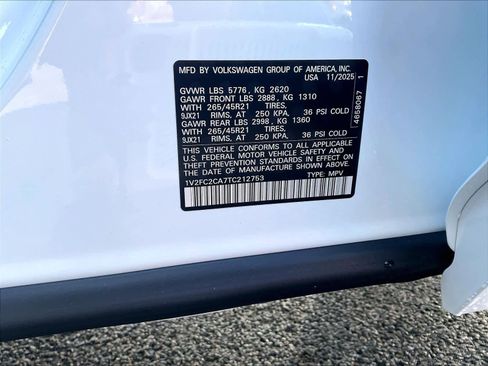 MFD BY VOLKSWAGEN GROUP OF AMERICA, INC.
USA 11/2025
GVWR LBS 5776 , KG 2620
GAWR FRONT LBS 2888 , KG 1310
WITH 265/45R21 TIRES,
9JX21 RIMS, AT 250 KPA, 36 PSI COLD
GAWR REAR LBS 2998 , KG 1360
WITH 265/45R21 TIRES,
9JX21 RIMS, AT 250 KPA, 36 PSI COLD
THIS VEHICLE CONFORMS TO ALL APPLICABLE
U.S. FEDERAL MOTOR VEHICLE SAFETY AND
THEFT PREVENTION STANDARDS IN EFFECT ON
THE DATE OF MANUFACTURE SHOWN ABOVE.
1V2FC2CA7TC212753 TYPE: MPV
4658067 1